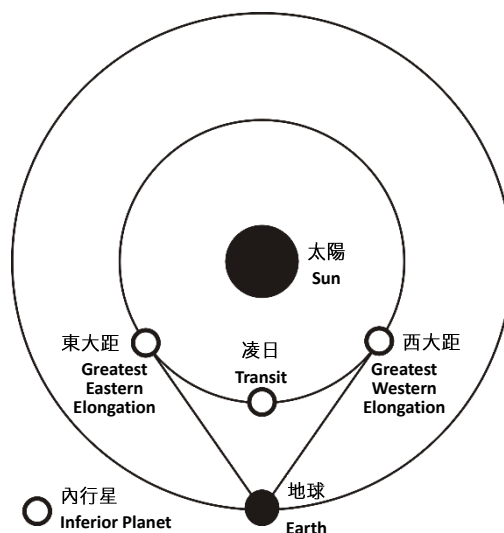 太陽
Sun
東大距
Greatest
Eastern
Elongation
凌日
Transit
西大距
Greatest
Western
Elongation
內行星
Inferior Planet
地球
Earth